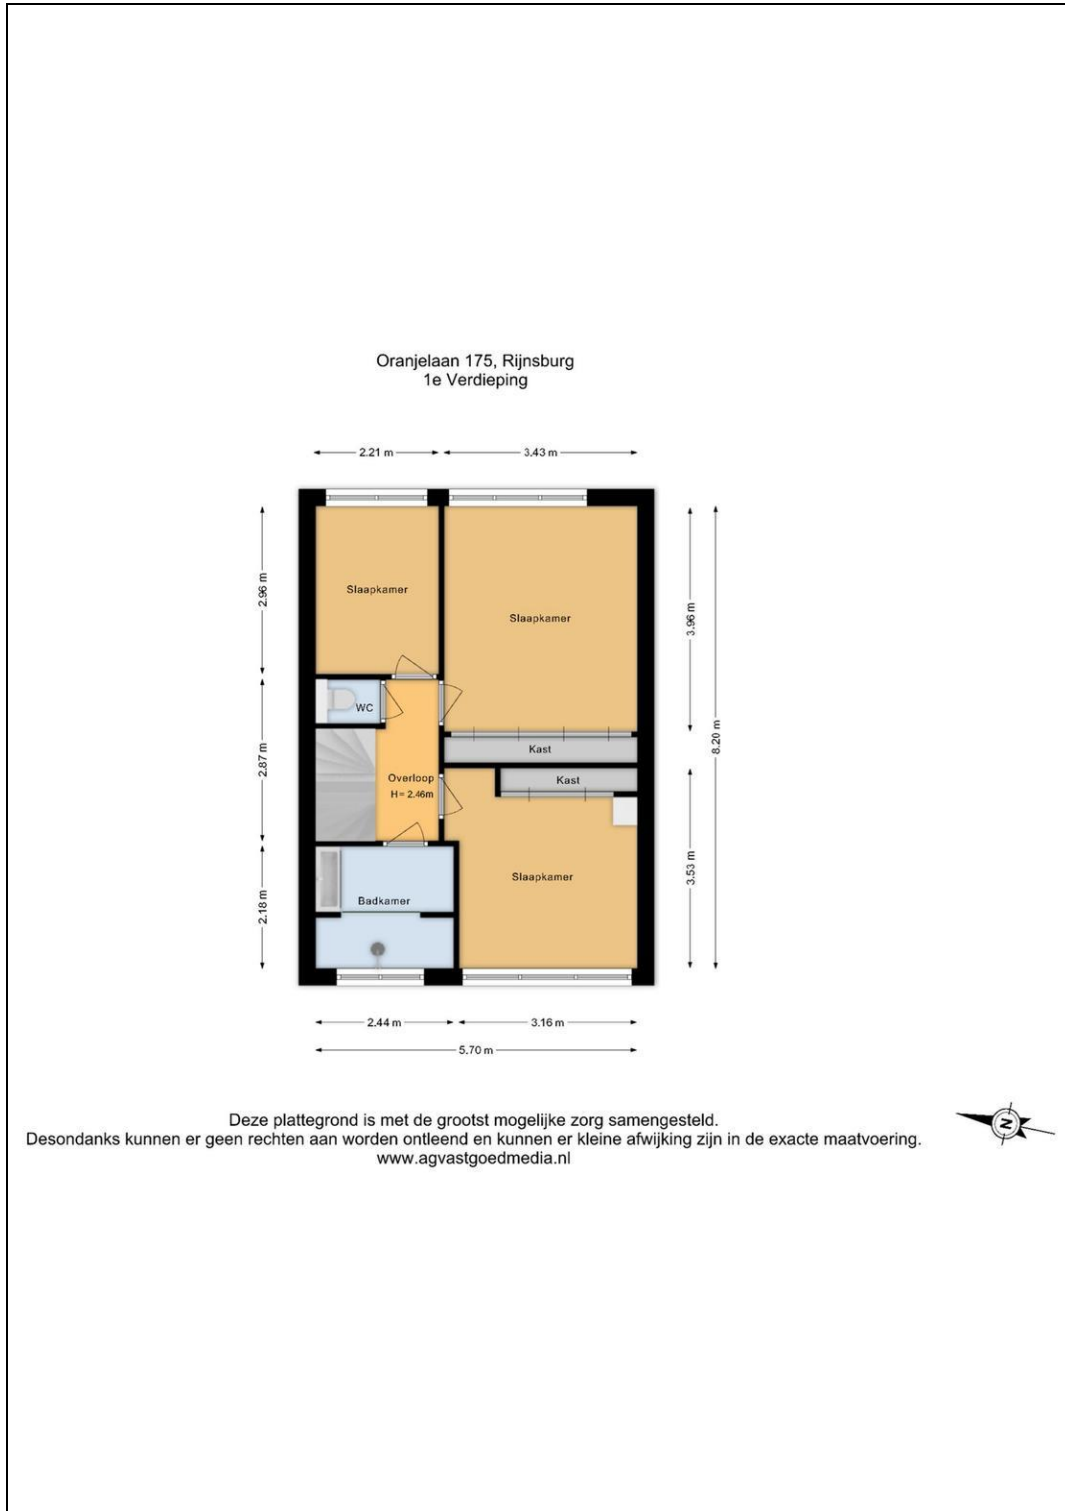 Oranjelaan 175, Rijnsburg
1e Verdieping
2.21 m
3.43 m
2.96 m
Slaapkamer
Slaapkamer
3.96 m
WC
8.20 m
Kast
2.87 m
Overloop
H = 2.46m
Kast
3.53 m
Slaapkamer
Badkamer
2.18 m
2.44 m
3.16 m
5.70 m
Deze plattegrond is met de grootst mogelijke zorg samengesteld.
N
Desondanks kunnen er geen rechten aan worden ontleend en kunnen er kleine afwijking zijn in de exacte maatvoering.
www.agvastgoedmedia.nl